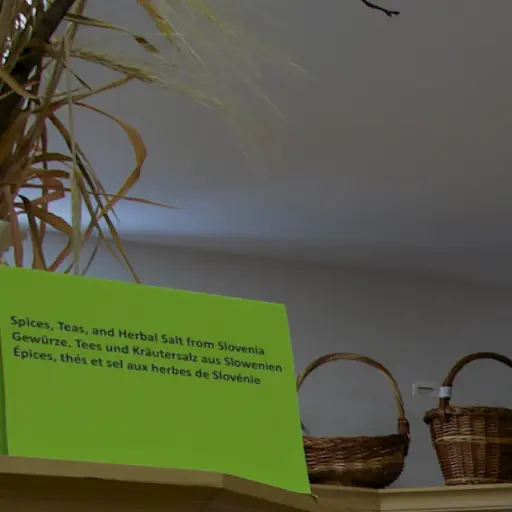 Spices, Teas, and Herbal Salt from Slovenia
Gewürze, Tees und Kräutersalz aus Slowenien
Épices, thés et sel aux herbes de Slovénie